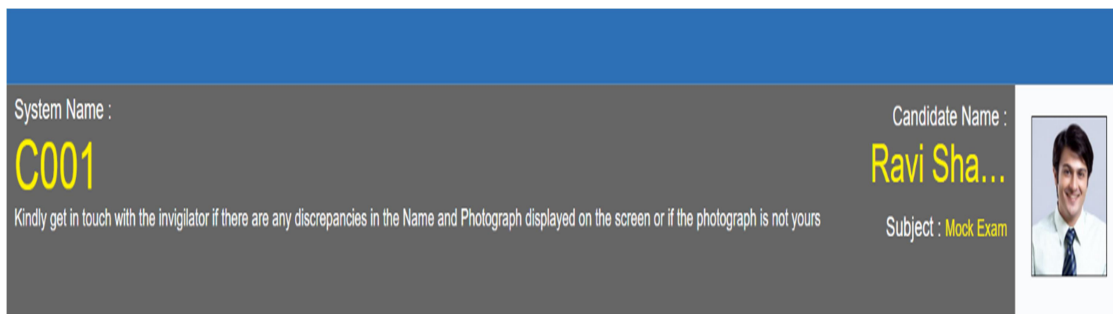 System Name :
C001
Kindly get in touch with the invigilator if there are any discrepancies in the Name and Photograph displayed on the screen or if the photograph is not yours
Candidate Name :
Ravi Sha...
Subject : Mock Exam